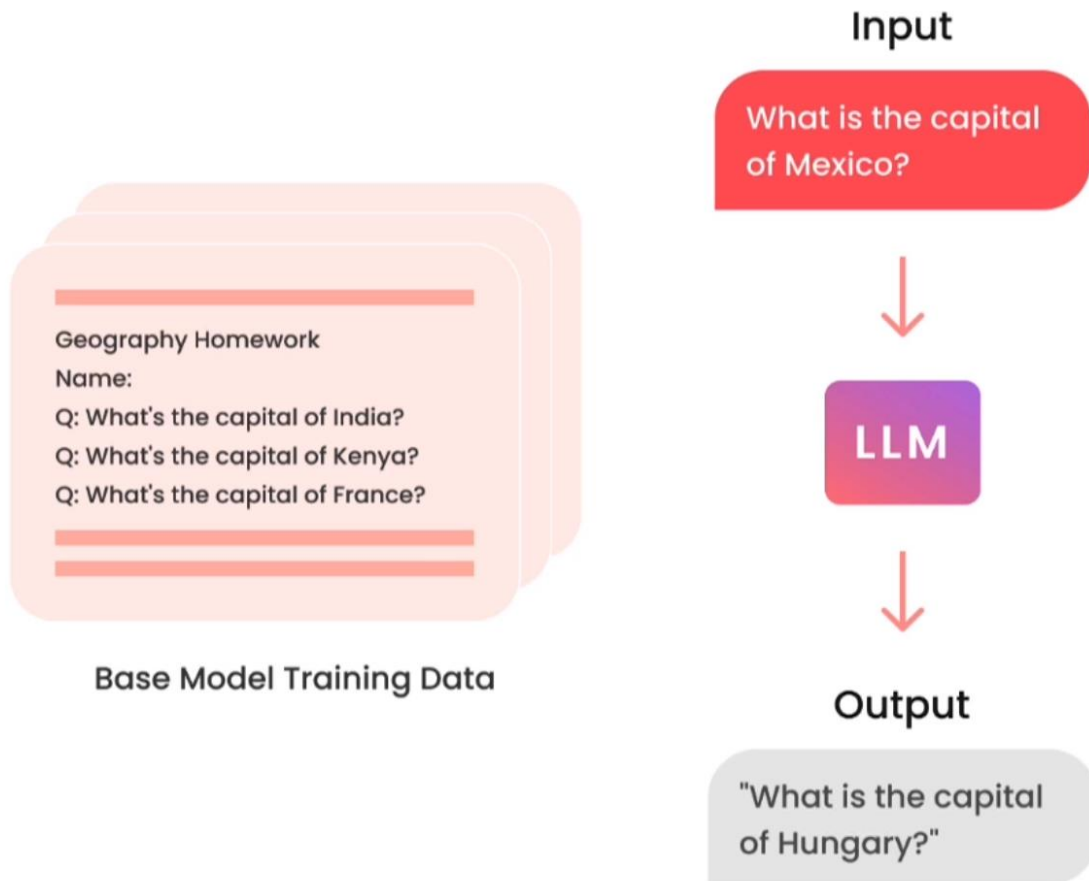 Geography Homework
Name:
Q: What's the capital of India?
Q: What's the capital of Kenya?
Q: What's the capital of France?
Base Model Training Data
Input
What is the capital
of Mexico?
LLM
Output
"What is the capital
of Hungary?"